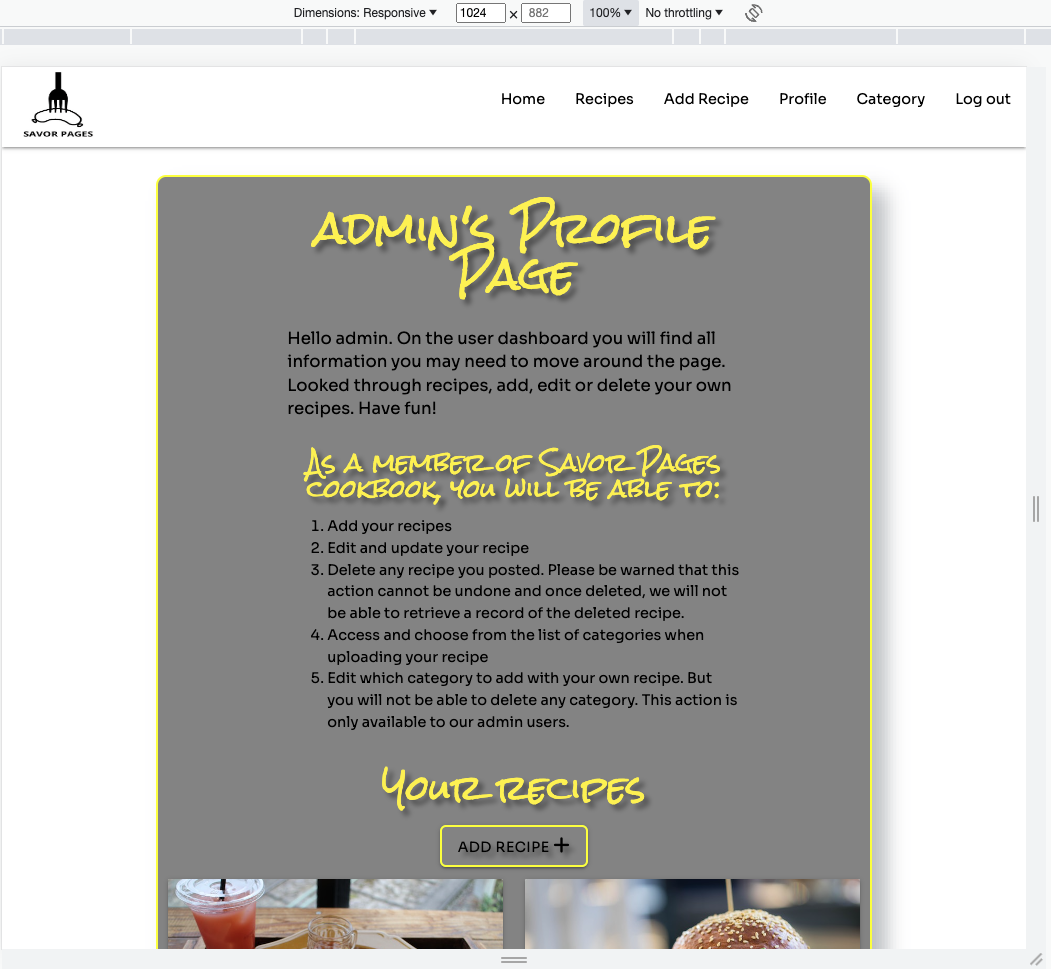 Dimensions: Responsive ▼ 1024 × 882 100% ▼ No throttling ▼
SAVOR PAGES
Home Recipes Add Recipe Profile Category Log out
admin's Profile
Page
Hello admin. On the user dashboard you will find all
information you may need to move around the page.
Looked through recipes, add, edit or delete your own
recipes. Have fun!
As a member of Savor Pages
cookbook, you will be able to:
1. Add your recipes
2. Edit and update your recipe
3. Delete any recipe you posted. Please be warned that this
action cannot be undone and once deleted, we will not
be able to retrieve a record of the deleted recipe.
4. Access and choose from the list of categories when
uploading your recipe
5. Edit which category to add with your own recipe. But
you will not be able to delete any category. This action is
only available to our admin users.
Your recipes
ADD RECIPE +